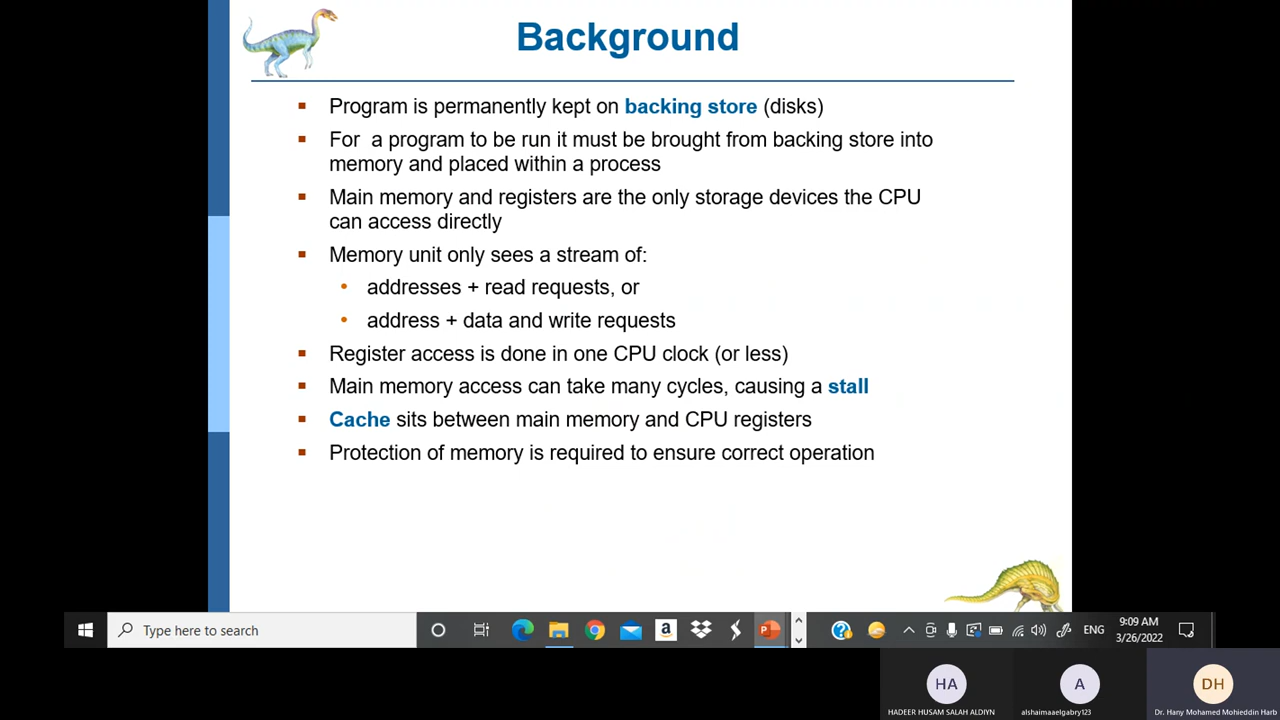 Background
Program is permanently kept on backing store (disks)
For a program to be run it must be brought from backing store into
memory and placed within a process
Main memory and registers are the only storage devices the CPU
can access directly
Memory unit only sees a stream of:
addresses + read requests, or
address + data and write requests
Register access is done in one CPU clock (or less)
Main memory access can take many cycles, causing a stall
Cache sits between main memory and CPU registers
Protection of memory is required to ensure correct operation
Type here to search
ENG
9:09 AM
3/26/2022
HA
A
DH
HADEER HUSAM SALAH ALDIYN
alshaimaaelgabry123
Dr. Hany Mohamed Mohieddin Harb